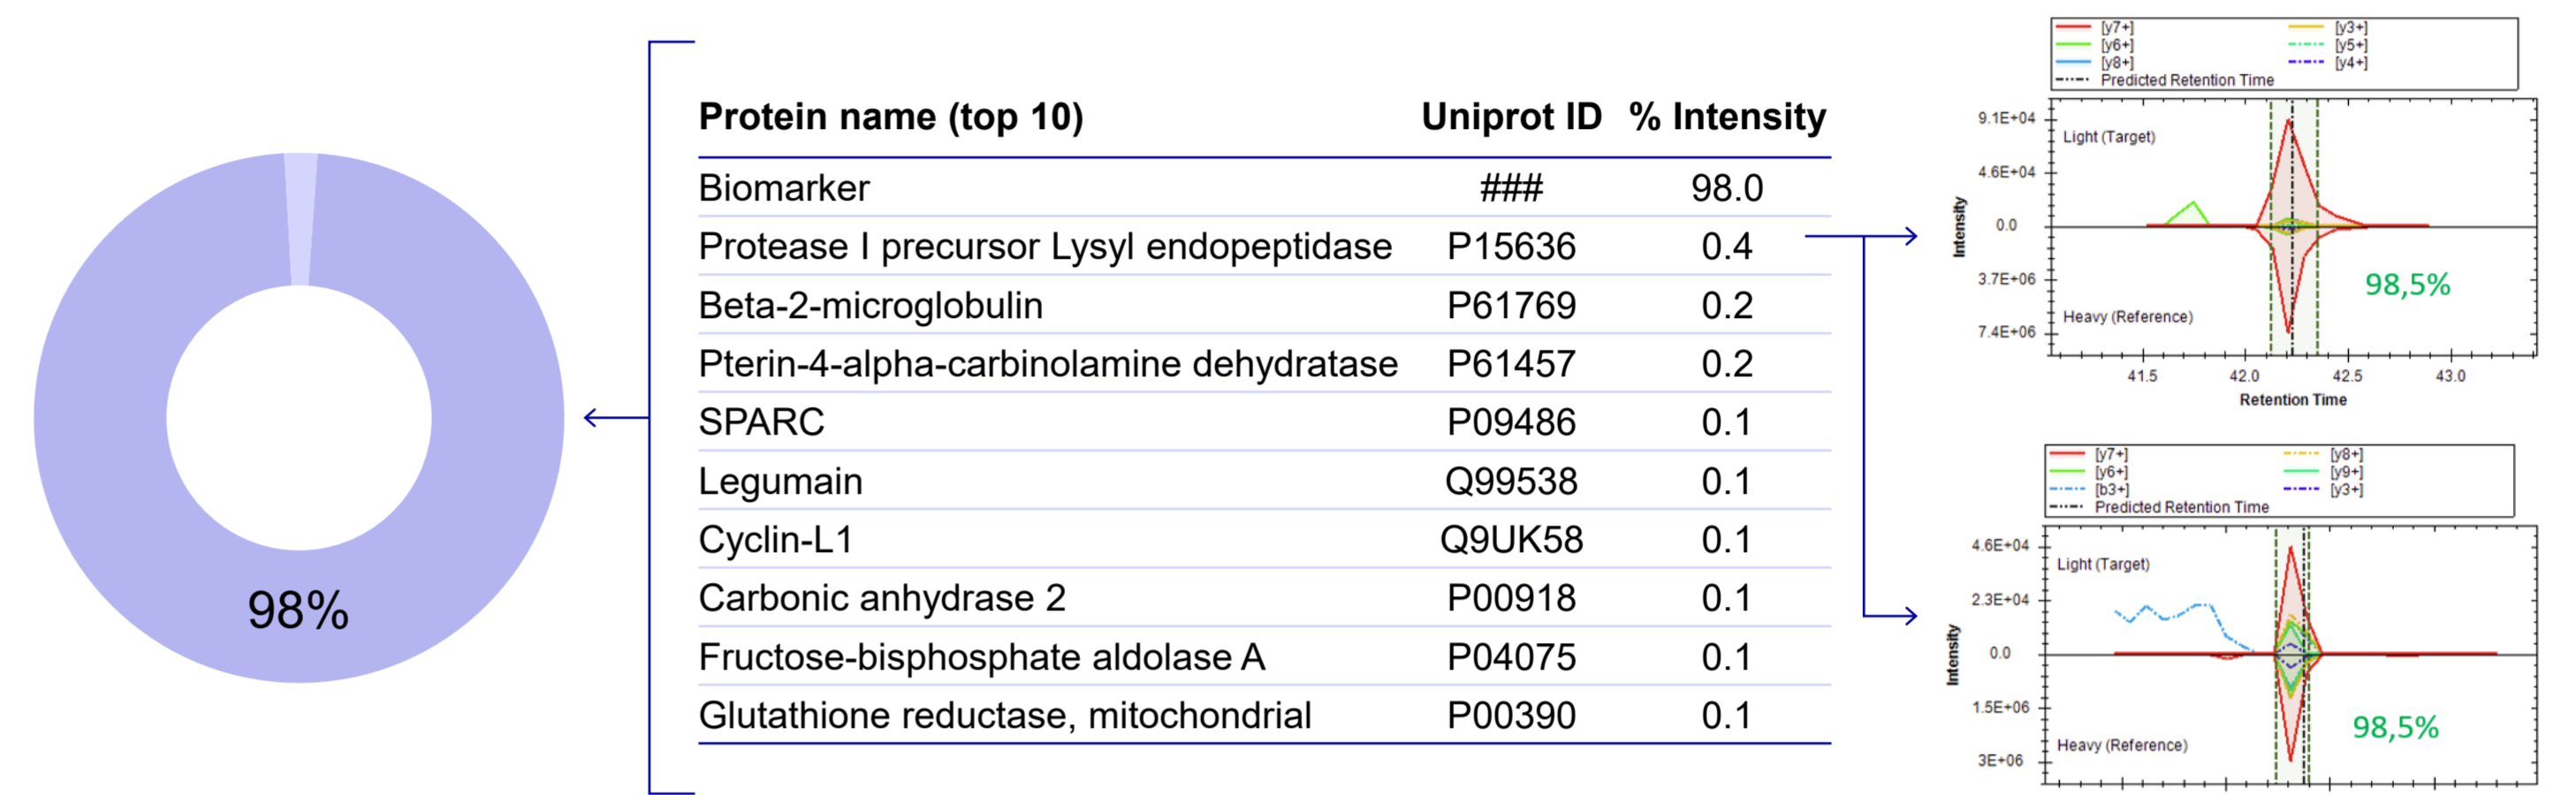 98%
Protein name (top 10) Uniprot ID % Intensity
Biomarker ### 98.0
Protease I precursor Lysyl endopeptidase P15636 0.4
Beta-2-microglobulin P61769 0.2
Pterin-4-alpha-carbinolamine dehydratase P61457 0.2
SPARC P09486 0.1
Legumain Q99538 0.1
Cyclin-L1 Q9UK58 0.1
Carbonic anhydrase 2 P00918 0.1
Fructose-bisphosphate aldolase A P04075 0.1
Glutathione reductase, mitochondrial P00390 0.1
[y7+] [y3+]
[y6+] [y5+]
[y8+] [y4+]
Predicted Retention Time
9.1E+04
Light (Target)
4.6E+04
0.0
Intensity
3.7E+06
98,5%
Heavy (Reference)
7.4E+06
41.5 42.0 42.5 43.0
Retention Time
[y7+] [y8+]
[y6+] [y9+]
[b3+] [y3+]
Predicted Retention Time
4.6E+04
Light (Target)
2.3E+04
0.0
Intensity
1.5E+06
98,5%
Heavy (Reference)
3E+06